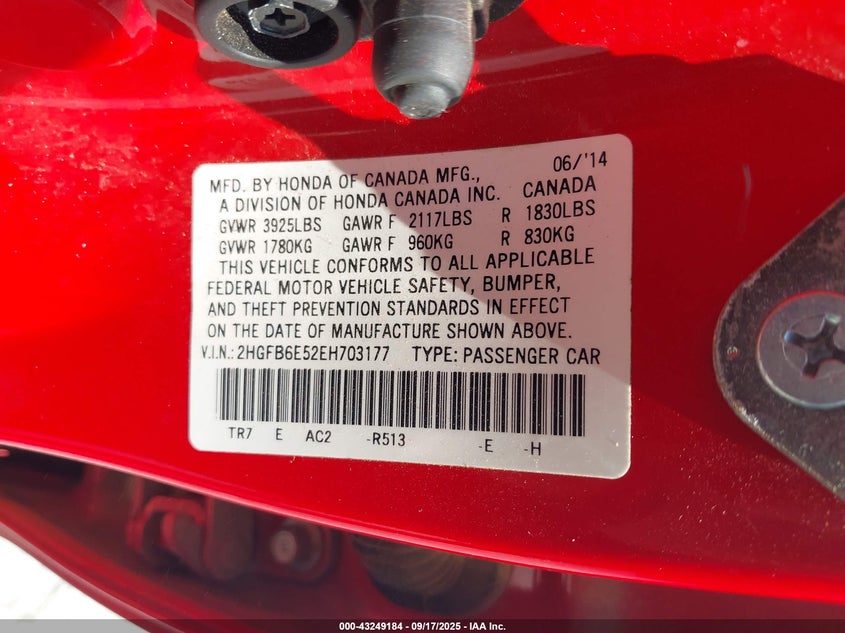 06/'14
MFD. BY HONDA OF CANADA MFG.,
A DIVISION OF HONDA CANADA INC. CANADA
GVWR 3925LBS GAWR F 2117LBS R 1830LBS
GVWR 1780KG GAWR F 960KG R 830KG
THIS VEHICLE CONFORMS TO ALL APPLICABLE
FEDERAL MOTOR VEHICLE SAFETY, BUMPER,
AND THEFT PREVENTION STANDARDS IN EFFECT
ON THE DATE OF MANUFACTURE SHOWN ABOVE.
V.I.N.:2HGFB6E52EH703177 TYPE: PASSENGER CAR
TR7 E AC2 -R513 -E -H
000-43249184 - 09/17/2025 - IAA Inc.